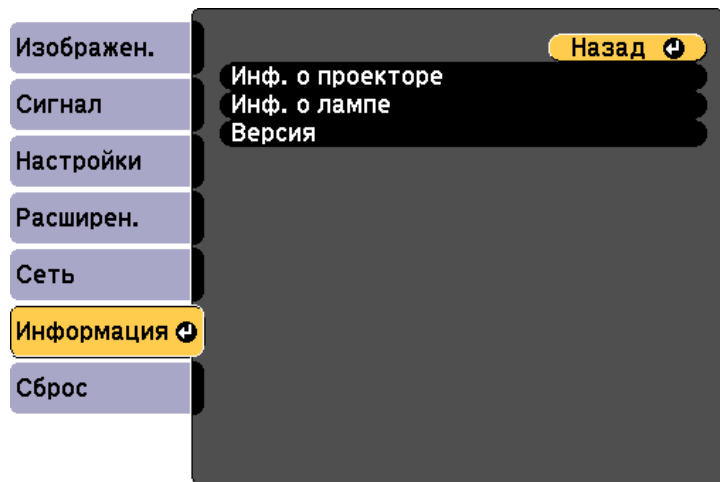 Изображен.
Сигнал
Настройки
Расширен.
Сеть
Информация
Сброс
Назад
Инф. о проекторе
Инф. о лампе
Версия